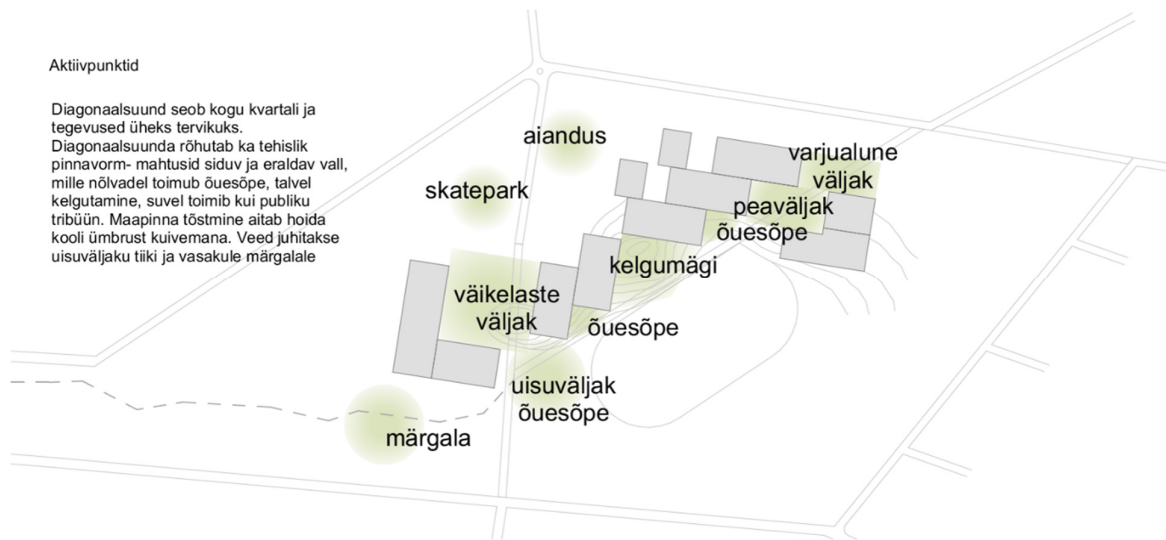 Aktiivpunktid
Diagonaalsuund seob kogu kvartali ja
tegevused üheks tervikuks.
Diagonaalsuunda rõhutab ka tehislik
pinnavorm- mahtusid siduv ja eraldav vall,
mille nõlvadel toimub õuesõpe, talvel
kelgutamine, suvel toimib kui publiku
tribüün. Maapinna tõstmine aitab hoida
kooli ümbrust kuivemana. Veed juhitakse
uisuväljaku tiiki ja vasakule märgalale
aiandus
varjualune
väljak
skatepark
peaväljak
õuesõpe
kelgumägi
väikelaste
väljak
õuesõpe
uisuväljak
õuesõpe
märgala